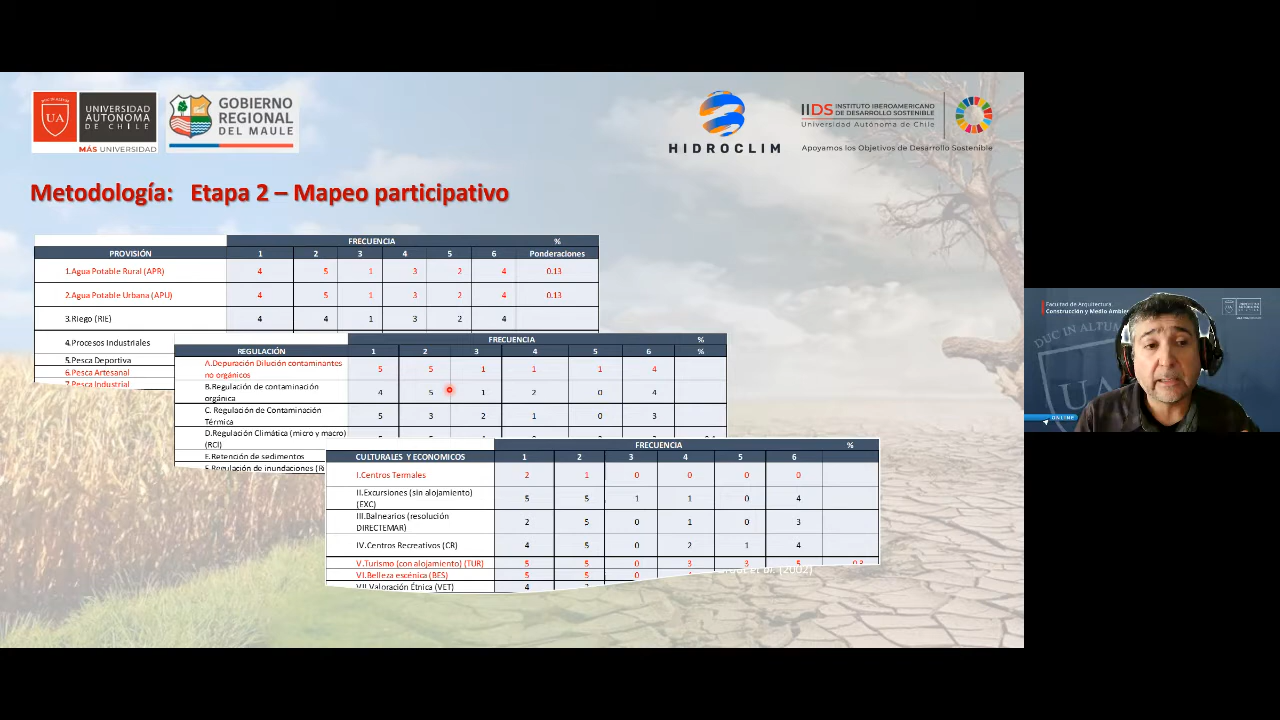 DUC IN ALTUM
UA
UNIVERSIDAD
AUTÓNOMA
DE CHILE
MÁS UNIVERSIDAD
GOBIERNO
REGIONAL
DEL MAULE
HIDROCLIM
IIDS INSTITUTO IBEROAMERICANO
DE DESARROLLO SOSTENIBLE
Universidad Autónoma de Chile
Apoyamos los Objetivos de Desarrollo Sostenible
Metodología: Etapa 2 – Mapeo participativo
FRECUENCIA %
PROVISIÓN 1 2 3 4 5 6 Ponderaciones
1.Agua Potable Rural (APR) 4 5 1 3 2 4 0.13
2.Agua Potable Urbana (APU) 4 5 1 3 2 4 0.13
3.Riego (RIE) 4 4 1 3 2 4
4.Procesos Industriales
5.Pesca Deportiva
6.Pesca Artesanal
7.Pesca Industrial
FRECUENCIA %
REGULACIÓN 1 2 3 4 5 6 %
A.Depuración Dilución contaminantes
no orgánicos 5 5 1 1 1 4
B.Regulación de contaminación
orgánica 4 5 1 2 0 4
C. Regulación de Contaminación
Térmica 5 3 2 1 0 3
D.Regulación Climática (micro y macro)
(RCI)
E.Retención de sedimentos
F.Regulación de inundaciones
FRECUENCIA %
CULTURALES Y ECONOMICOS 1 2 3 4 5 6
I.Centros Termales 2 1 0 0 0 0
II.Excursiones (sin alojamiento)
(EXC) 5 5 1 1 0 4
III.Balnearios (resolución
DIRECTEMAR) 2 5 0 1 0 3
IV.Centros Recreativos (CR) 4 5 0 2 1 4
V.Turismo (con alojamiento) (TUR) 5 5 0 3 3 5
VI.Belleza escénica (BES) 5 5 0
VII.Valoración Étnica (VET) 4
et al. (2002)
Facultad de Arquitectura
Construcción y Medio Ambie
DUC IN ALTUM
UA
ONLINE